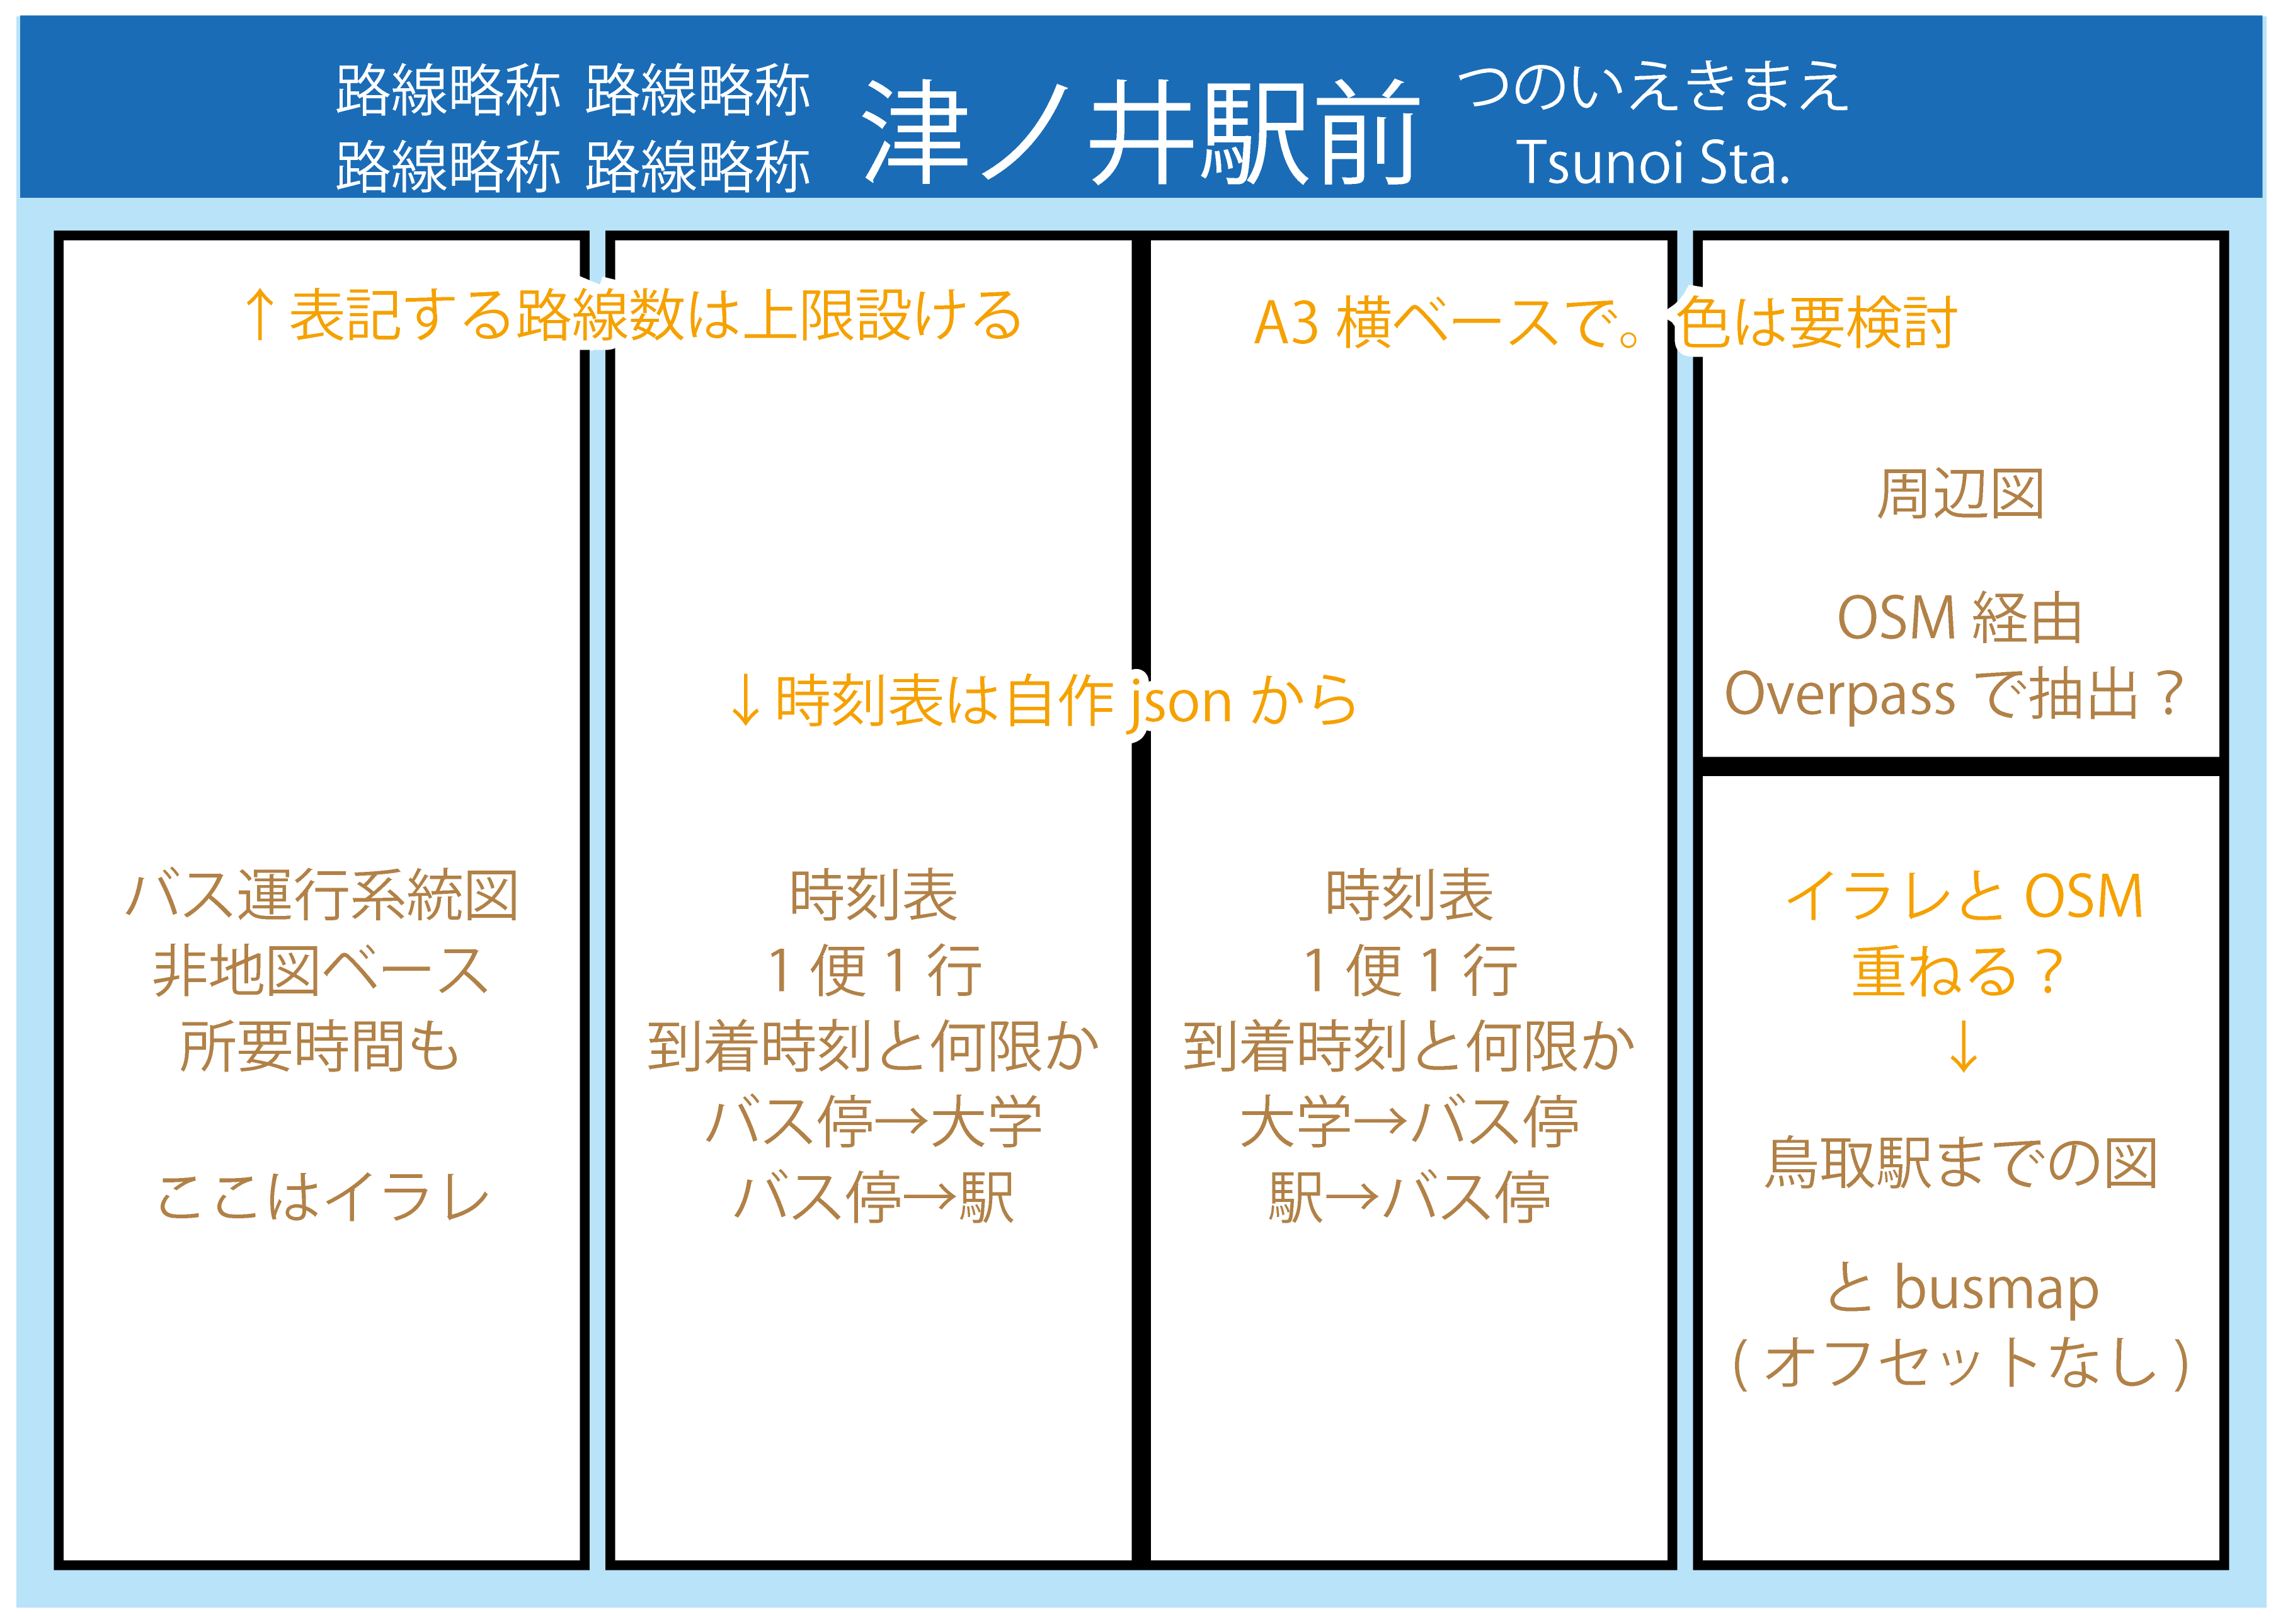 路線略称 路線略称
路線略称 路線略称
津ノ井駅前
つのいえきまえ
Tsunoi Sta.
↑表記する路線数は上限設ける
A3 横ベースで。色は要検討
↓時刻表は自作 json から
バス運行系統図
非地図ベース
所要時間も
ここはイラレ
時刻表
1 便 1 行
到着時刻と何限か
バス停→大学
バス停→駅
時刻表
1 便 1 行
到着時刻と何限か
大学→バス停
駅→バス停
周辺図
OSM 経由
Overpass で抽出？
イラレと OSM
重ねる？
↓
鳥取駅までの図
と busmap
( オフセットなし )